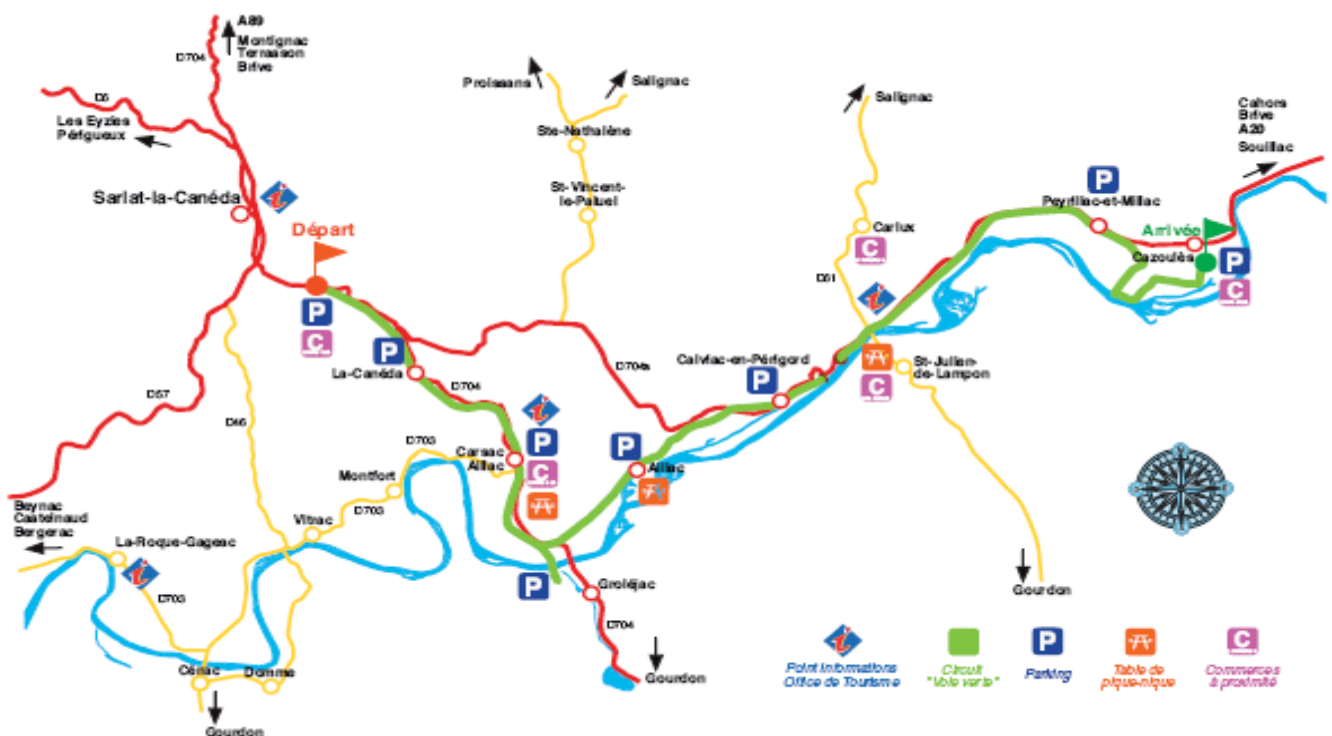 A89
Montignac
Terrasson
Brive
D704
D6
Les Eyzies
Périgueux
Sarlat-la-Canéda
Départ
P
C
Proissans
Salignac
Ste-Nathalène
St-Vincent-
le-Paluel
Salignac
Carlux
C
D61
Cahors
Brive
A20
Souillac
P
Peyrillac-et-Millac
Arrivée
Cazoulès
P
C
P
La-Canéda
D704
D704a
Calviac-en-Périgord
P
C
St-Julien-
de-Lampon
D57
D46
D703
Carsac
Aillac
P
C
P
Aillac
Montfort
D703
Vitrac
Beynac
Castelnaud
Bergerac
La-Roque-Gageac
D703
P
Groléjac
D704
Gourdon
Gourdon
Cénac
Domme
Gourdon
P
C
Point Informations
Office de Tourisme
Circuit
"Voie verte"
Parking
Table de
pique-nique
Commerces
à proximité